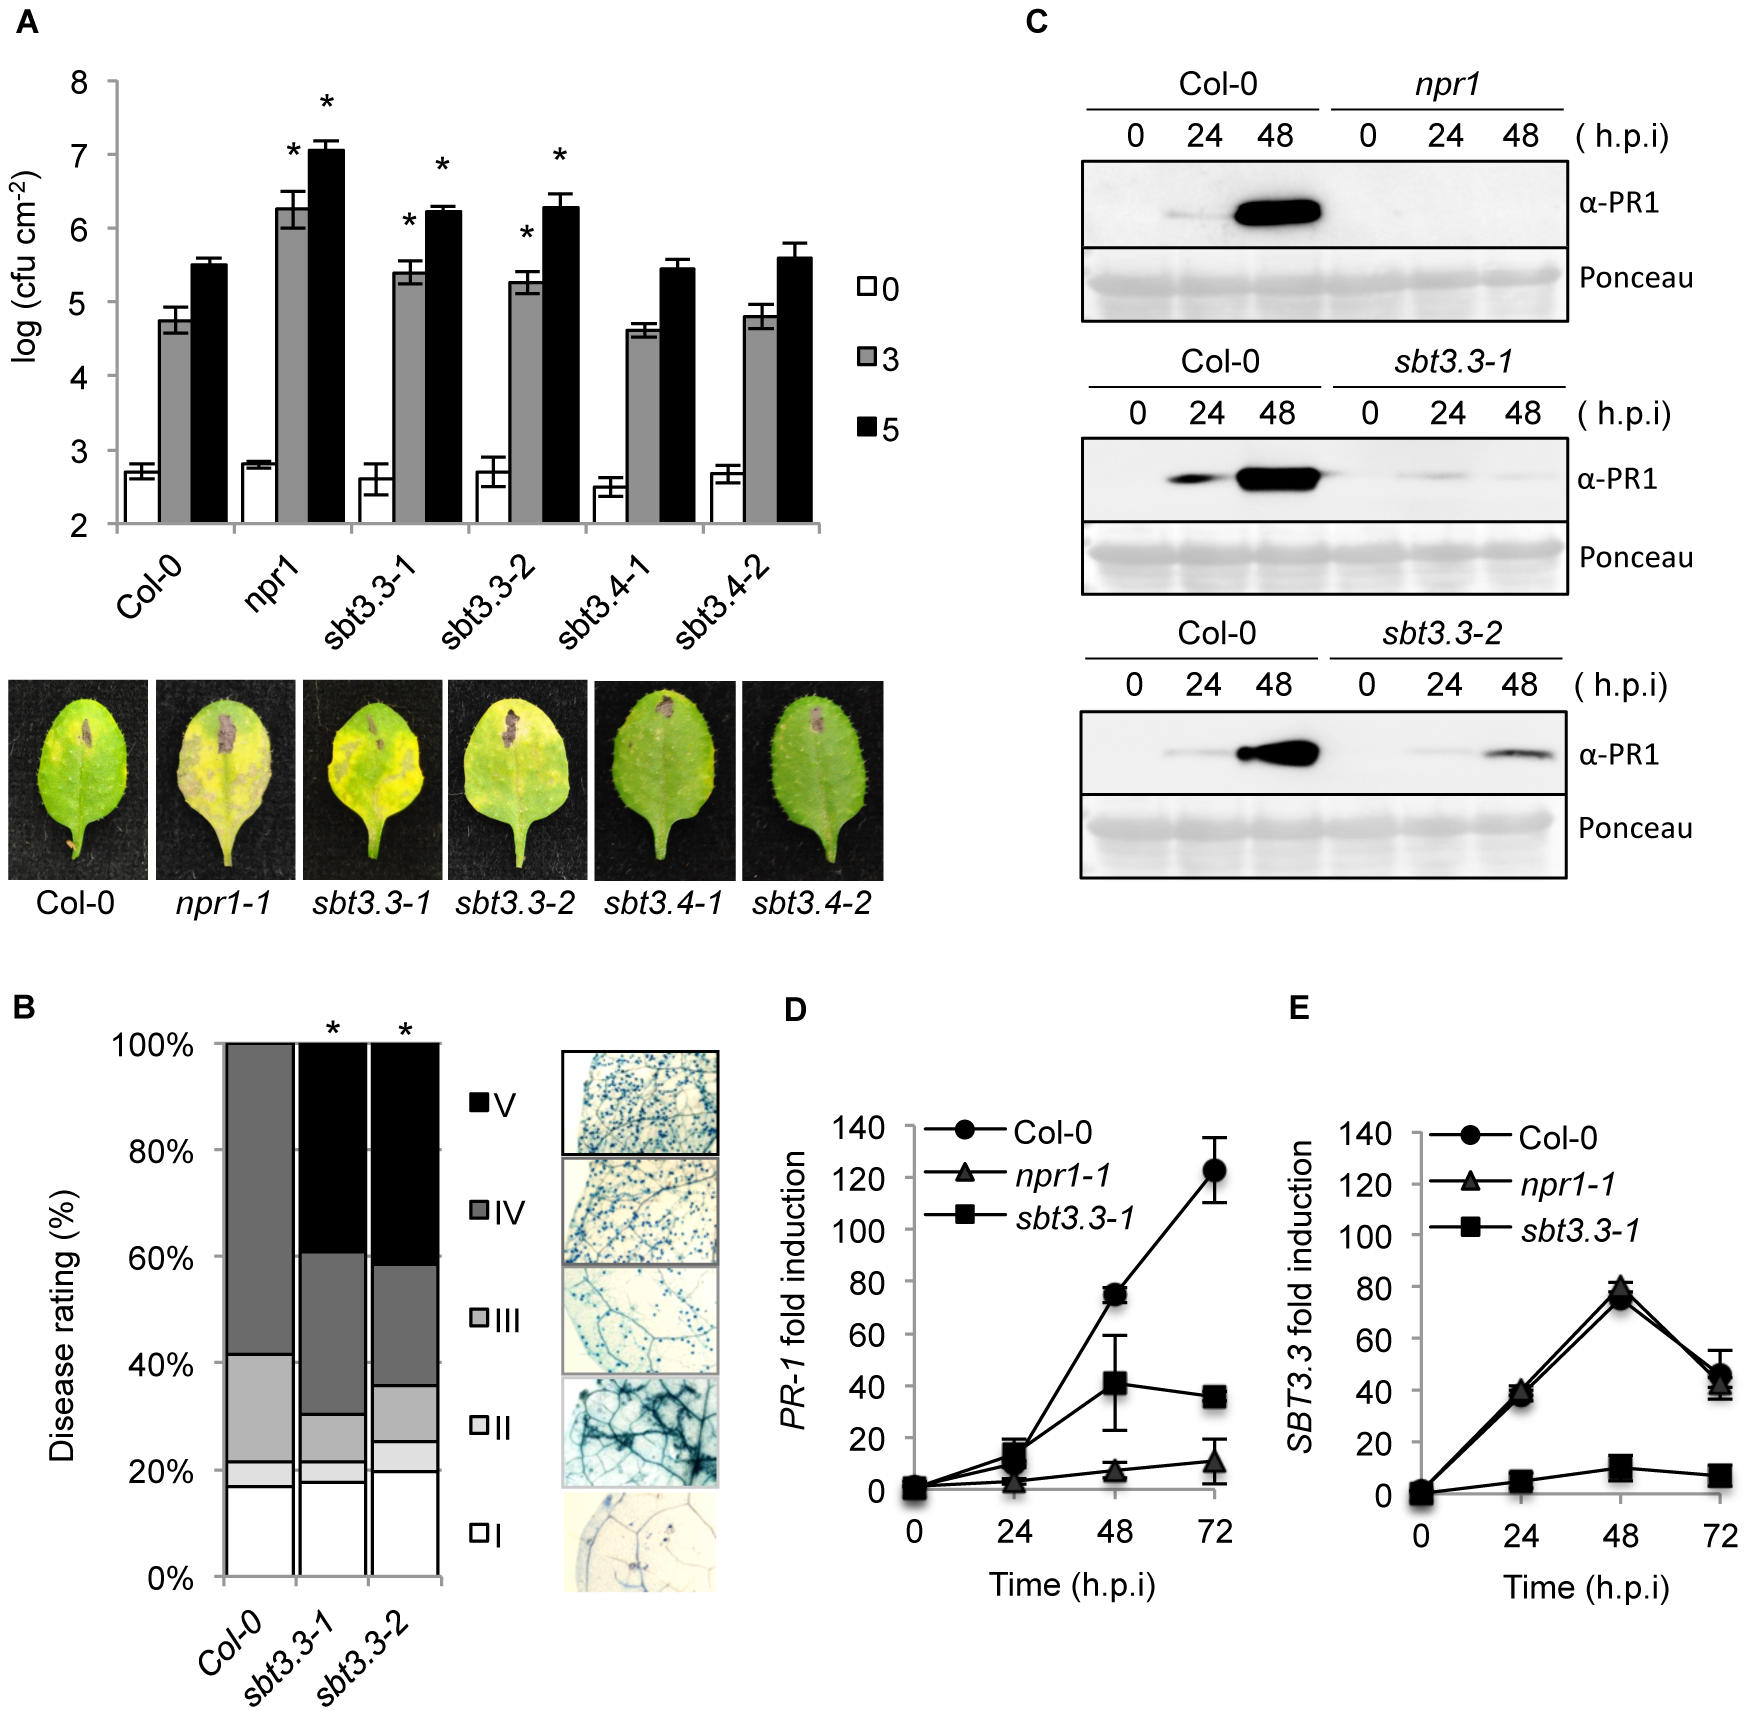 A
8
7
6
5
4
3
2
log (cfu cm-2)
*
*
*
*
*
*
0
3
5
Col-0
npr1
sbt3.3-1
sbt3.3-2
sbt3.4-1
sbt3.4-2
Col-0
npr1-1
sbt3.3-1
sbt3.3-2
sbt3.4-1
sbt3.4-2
B
100%
80%
60%
40%
20%
0%
Disease rating (%)
*
*
V
IV
III
II
I
Col-0
sbt3.3-1
sbt3.3-2
C
Col-0 npr1
0 24 48 0 24 48 ( h.p.i)
α-PR1
Ponceau
Col-0 sbt3.3-1
0 24 48 0 24 48 ( h.p.i)
α-PR1
Ponceau
Col-0 sbt3.3-2
0 24 48 0 24 48 ( h.p.i)
α-PR1
Ponceau
D
140
120
100
80
60
40
20
0
PR-1 fold induction
Col-0
npr1-1
sbt3.3-1
0 24 48 72
Time (h.p.i)
E
140
120
100
80
60
40
20
0
SBT3.3 fold induction
Col-0
npr1-1
sbt3.3-1
0 24 48 72
Time (h.p.i)